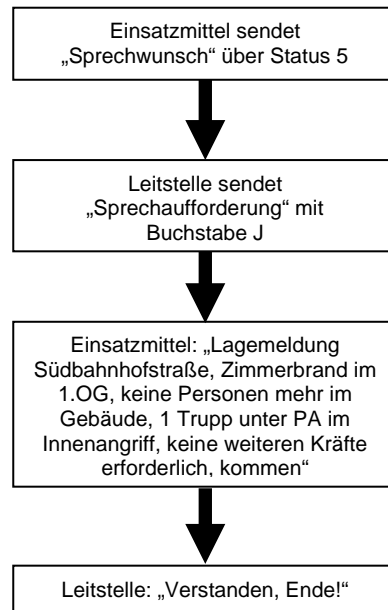 Einsatzmittel sendet
„Sprechwunsch“ über Status 5
Leitstelle sendet
„Sprechaufforderung“ mit
Buchstabe J
Einsatzmittel: „Lagemeldung
Südbahnhofstraße, Zimmerbrand im
1.OG, keine Personen mehr im
Gebäude, 1 Trupp unter PA im
Innenangriff, keine weiteren Kräfte
erforderlich, kommen“
Leitstelle: „Verstanden, Ende!“